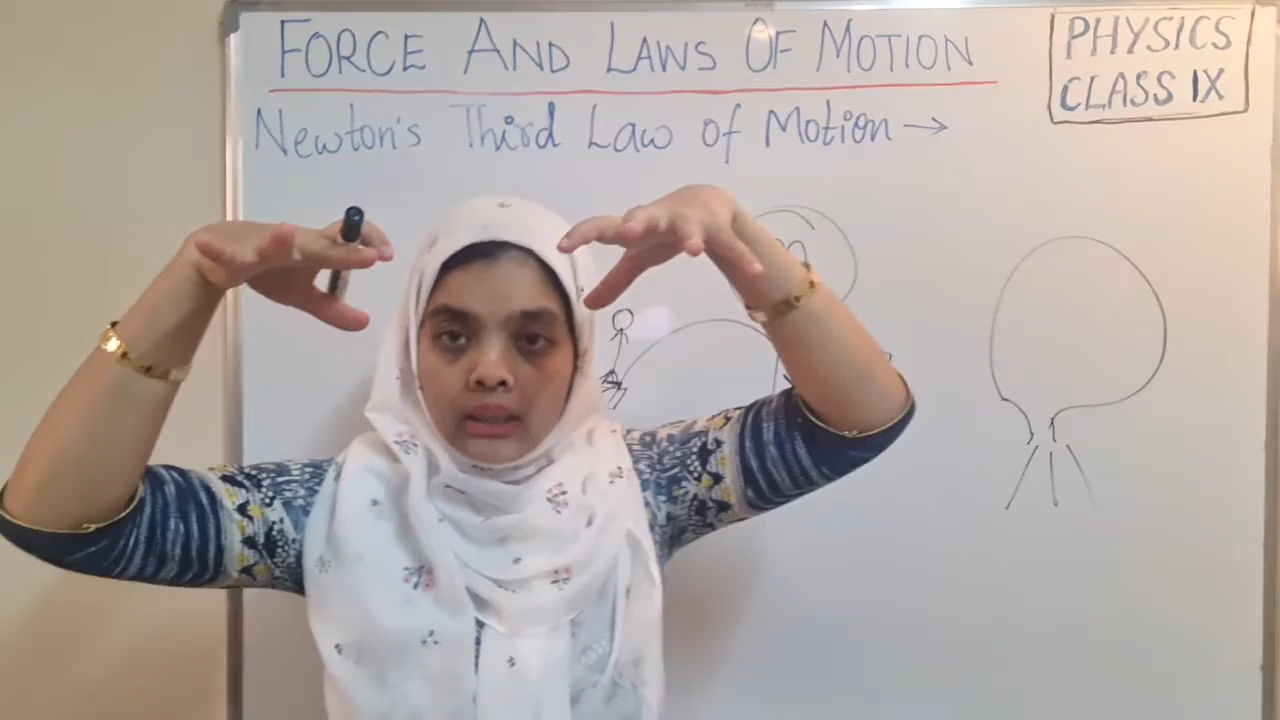 FORCE AND LAWS OF MOTION
PHYSICS
CLASS IX
Newton's Third Law of Motion →